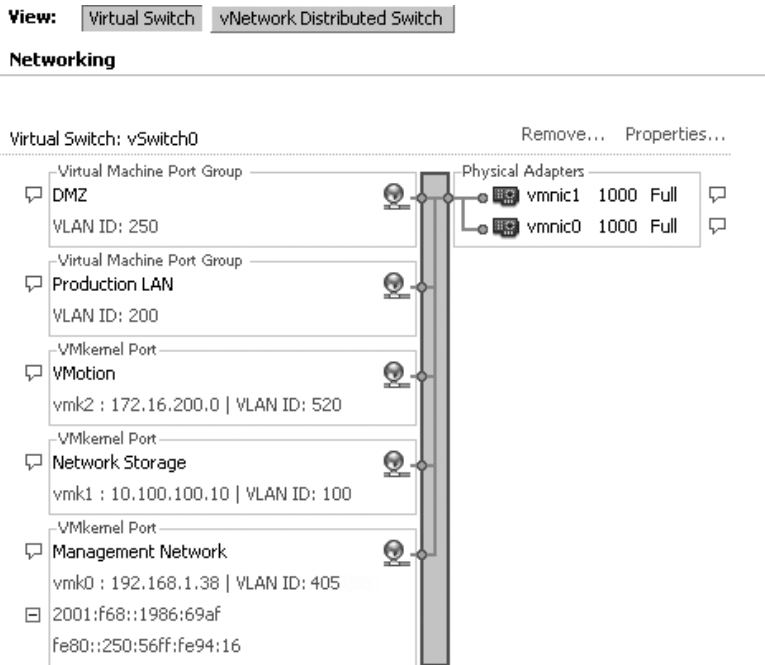 View: Virtual Switch vNetwork Distributed Switch
Networking
Virtual Switch: vSwitch0 Remove... Properties...
Virtual Machine Port Group
DMZ
VLAN ID: 250
Physical Adapters
vmnic1 1000 Full
vmnic0 1000 Full
Virtual Machine Port Group
Production LAN
VLAN ID: 200
VMkernel Port
VMotion
vmk2 : 172.16.200.0 | VLAN ID: 520
VMkernel Port
Network Storage
vmk1 : 10.100.100.10 | VLAN ID: 100
VMkernel Port
Management Network
vmk0 : 192.168.1.38 | VLAN ID: 405
2001:f68::1986:69af
fe80::250:56ff:fe94:16